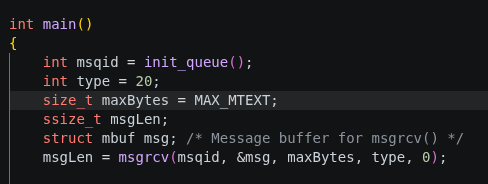 int main()
{
    int msqid = init_queue();
    int type = 20;
    size_t maxBytes = MAX_MTEXT;
    ssize_t msgLen;
    struct mbuf msg; /* Message buffer for msgrcv() */
    msgLen = msgrcv(msqid, &msg, maxBytes, type, 0);